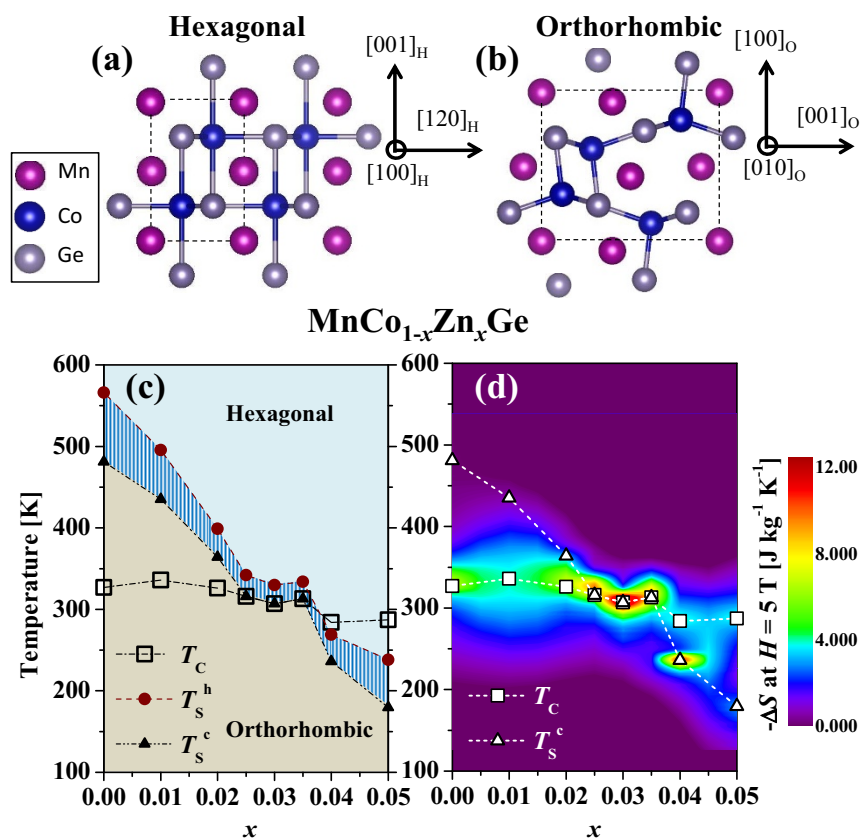 Hexagonal
Orthorhombic
(a)
[001]H
[120]H
[100]H
(b)
[100]O
[001]O
[010]O
Mn
Co
Ge
MnCo1-xZnxGe
(c)
Hexagonal
Orthorhombic
TC
TSh
TSc
Temperature [K]
600
500
400
300
200
100
0.00 0.01 0.02 0.03 0.04 0.05
x
(d)
600
500
400
300
200
100
TC
TSc
0.00 0.01 0.02 0.03 0.04 0.05
x
12.00
8.000
4.000
0.000
-ΔS at H = 5 T [J kg-1 K-1]